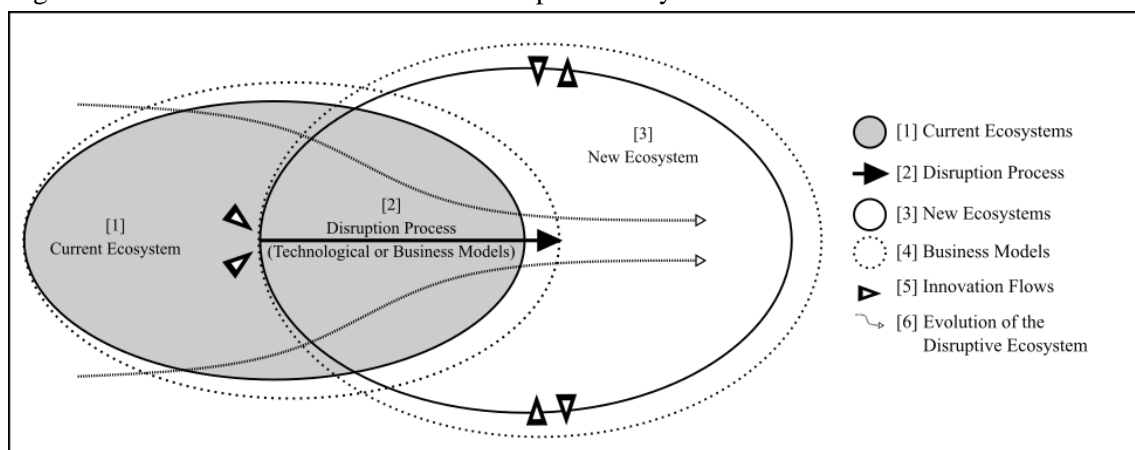 [3]
New Ecosystem
[1]
Current Ecosystem
[2]
Disruption Process
(Technological or Business Models)
[1] Current Ecosystems
[2] Disruption Process
[3] New Ecosystems
[4] Business Models
[5] Innovation Flows
[6] Evolution of the
Disruptive Ecosystem